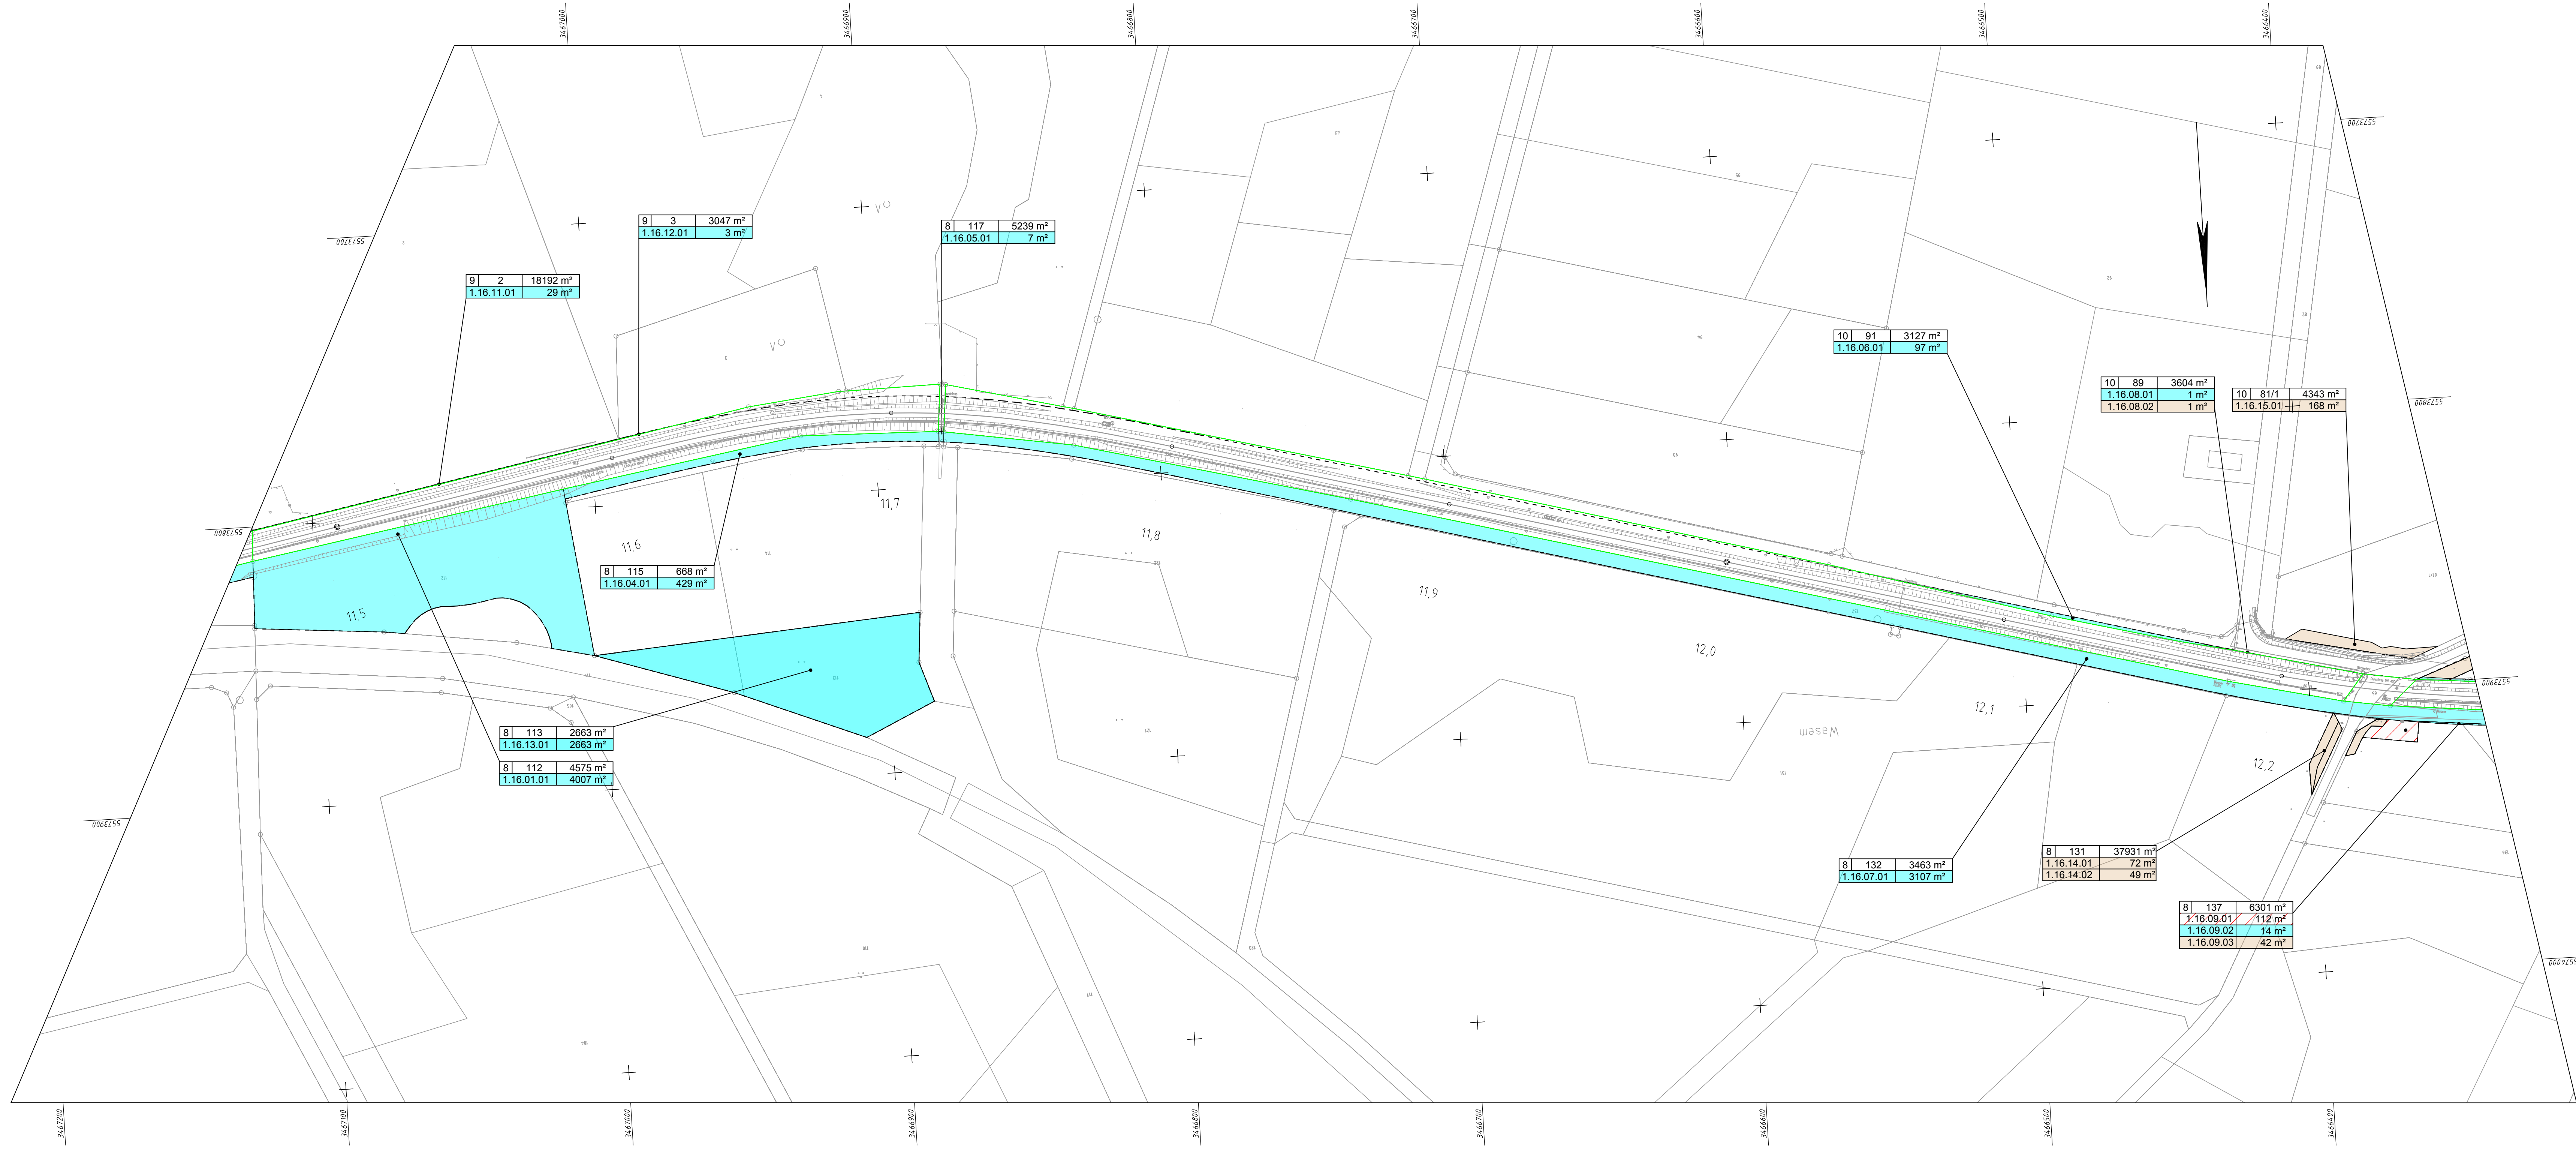 3467000 3466900 3466800 3466700 3466600 3466500 3466400
5573700
5573700
9 3 3047 m²
1.16.12.01 3 m²
8 117 5239 m²
1.16.05.01 7 m²
9 2 18192 m²
1.16.11.01 29 m²
10 91 3127 m²
1.16.06.01 97 m²
10 89 3604 m²
1.16.08.01 1 m²
1.16.08.02 1 m²
10 81/1 4343 m²
1.16.15.01 168 m²
5573800
5573800
11,7
11,8
11,6
11,9
11,5
8 115 668 m²
1.16.04.01 429 m²
12,0
5573900
12,1
Wasem
12,2
8 113 2663 m²
1.16.13.01 2663 m²
8 112 4575 m²
1.16.01.01 4007 m²
5573900
8 132 3463 m²
1.16.07.01 3107 m²
8 131 37931 m²
1.16.14.01 72 m²
1.16.14.02 49 m²
8 137 6301 m²
1.16.09.01 112 m²
1.16.09.02 14 m²
1.16.09.03 42 m²
5574000
3467200 3467100 3467000 3466900 3466800 3466700 3466600 3466500 3466400